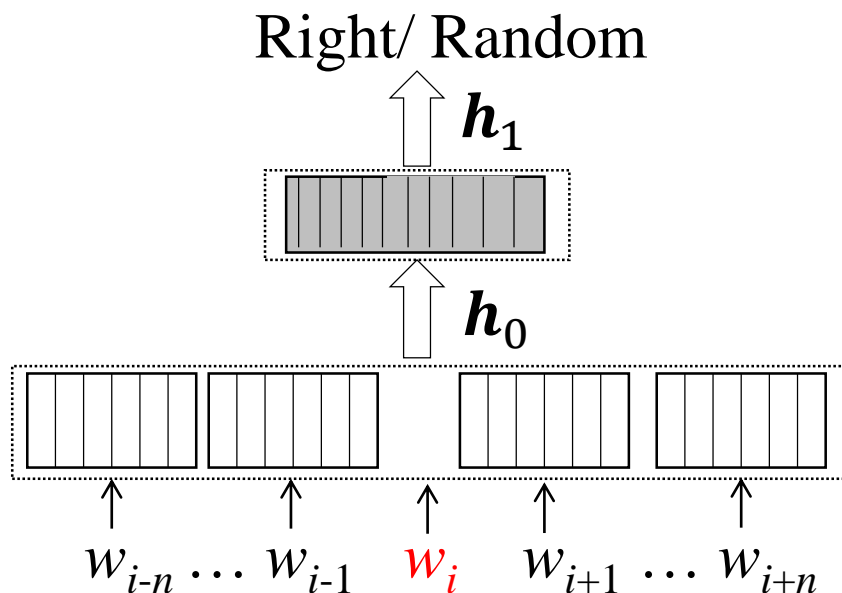 Right/ Random
h₁
h₀
wᵢ₋ₙ … wᵢ₋₁ wᵢ wᵢ₊₁ … wᵢ₊ₙ